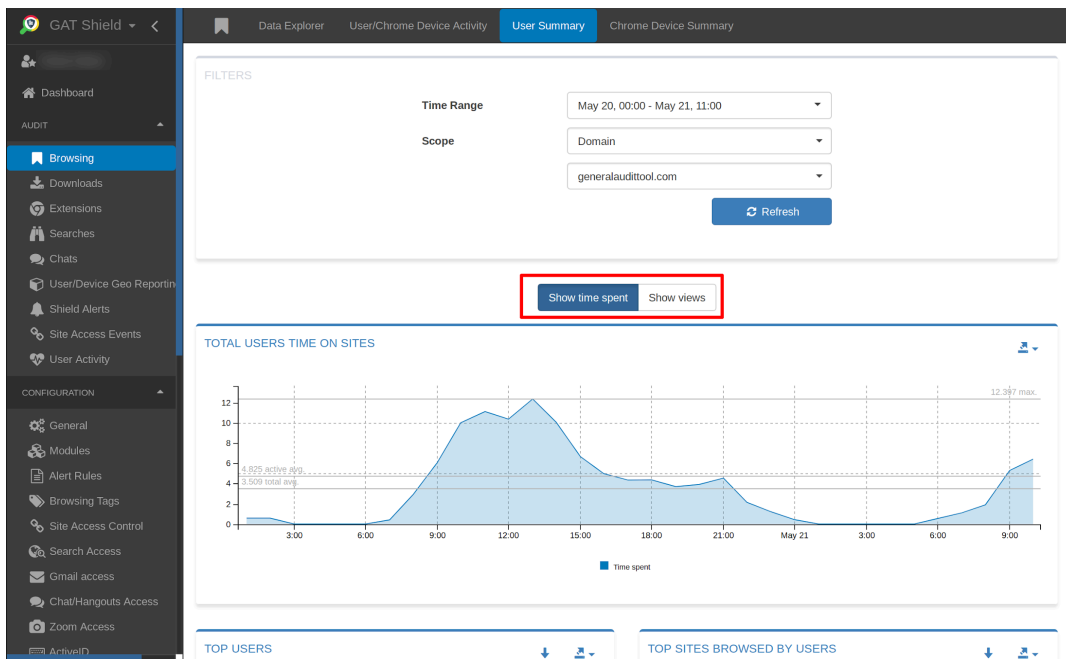 GAT Shield
Dashboard
AUDIT
Browsing
Downloads
Extensions
Searches
Chats
User/Device Geo Reportin
Shield Alerts
Site Access Events
User Activity
CONFIGURATION
General
Modules
Alert Rules
Browsing Tags
Site Access Control
Search Access
Gmail access
Chat/Hangouts Access
Zoom Access
ActiveID
Data Explorer User/Chrome Device Activity User Summary Chrome Device Summary
FILTERS
Time Range May 20, 00:00 - May 21, 11:00
Scope Domain
generalaudittool.com
Refresh
Show time spent Show views
TOTAL USERS TIME ON SITES
12.397 max.
12
10
8
6
4.825 active avg.
4
3.509 total avg.
2
0
3:00 6:00 9:00 12:00 15:00 18:00 21:00 May 21 3:00 6:00 9:00
Time spent
TOP USERS TOP SITES BROWSED BY USERS